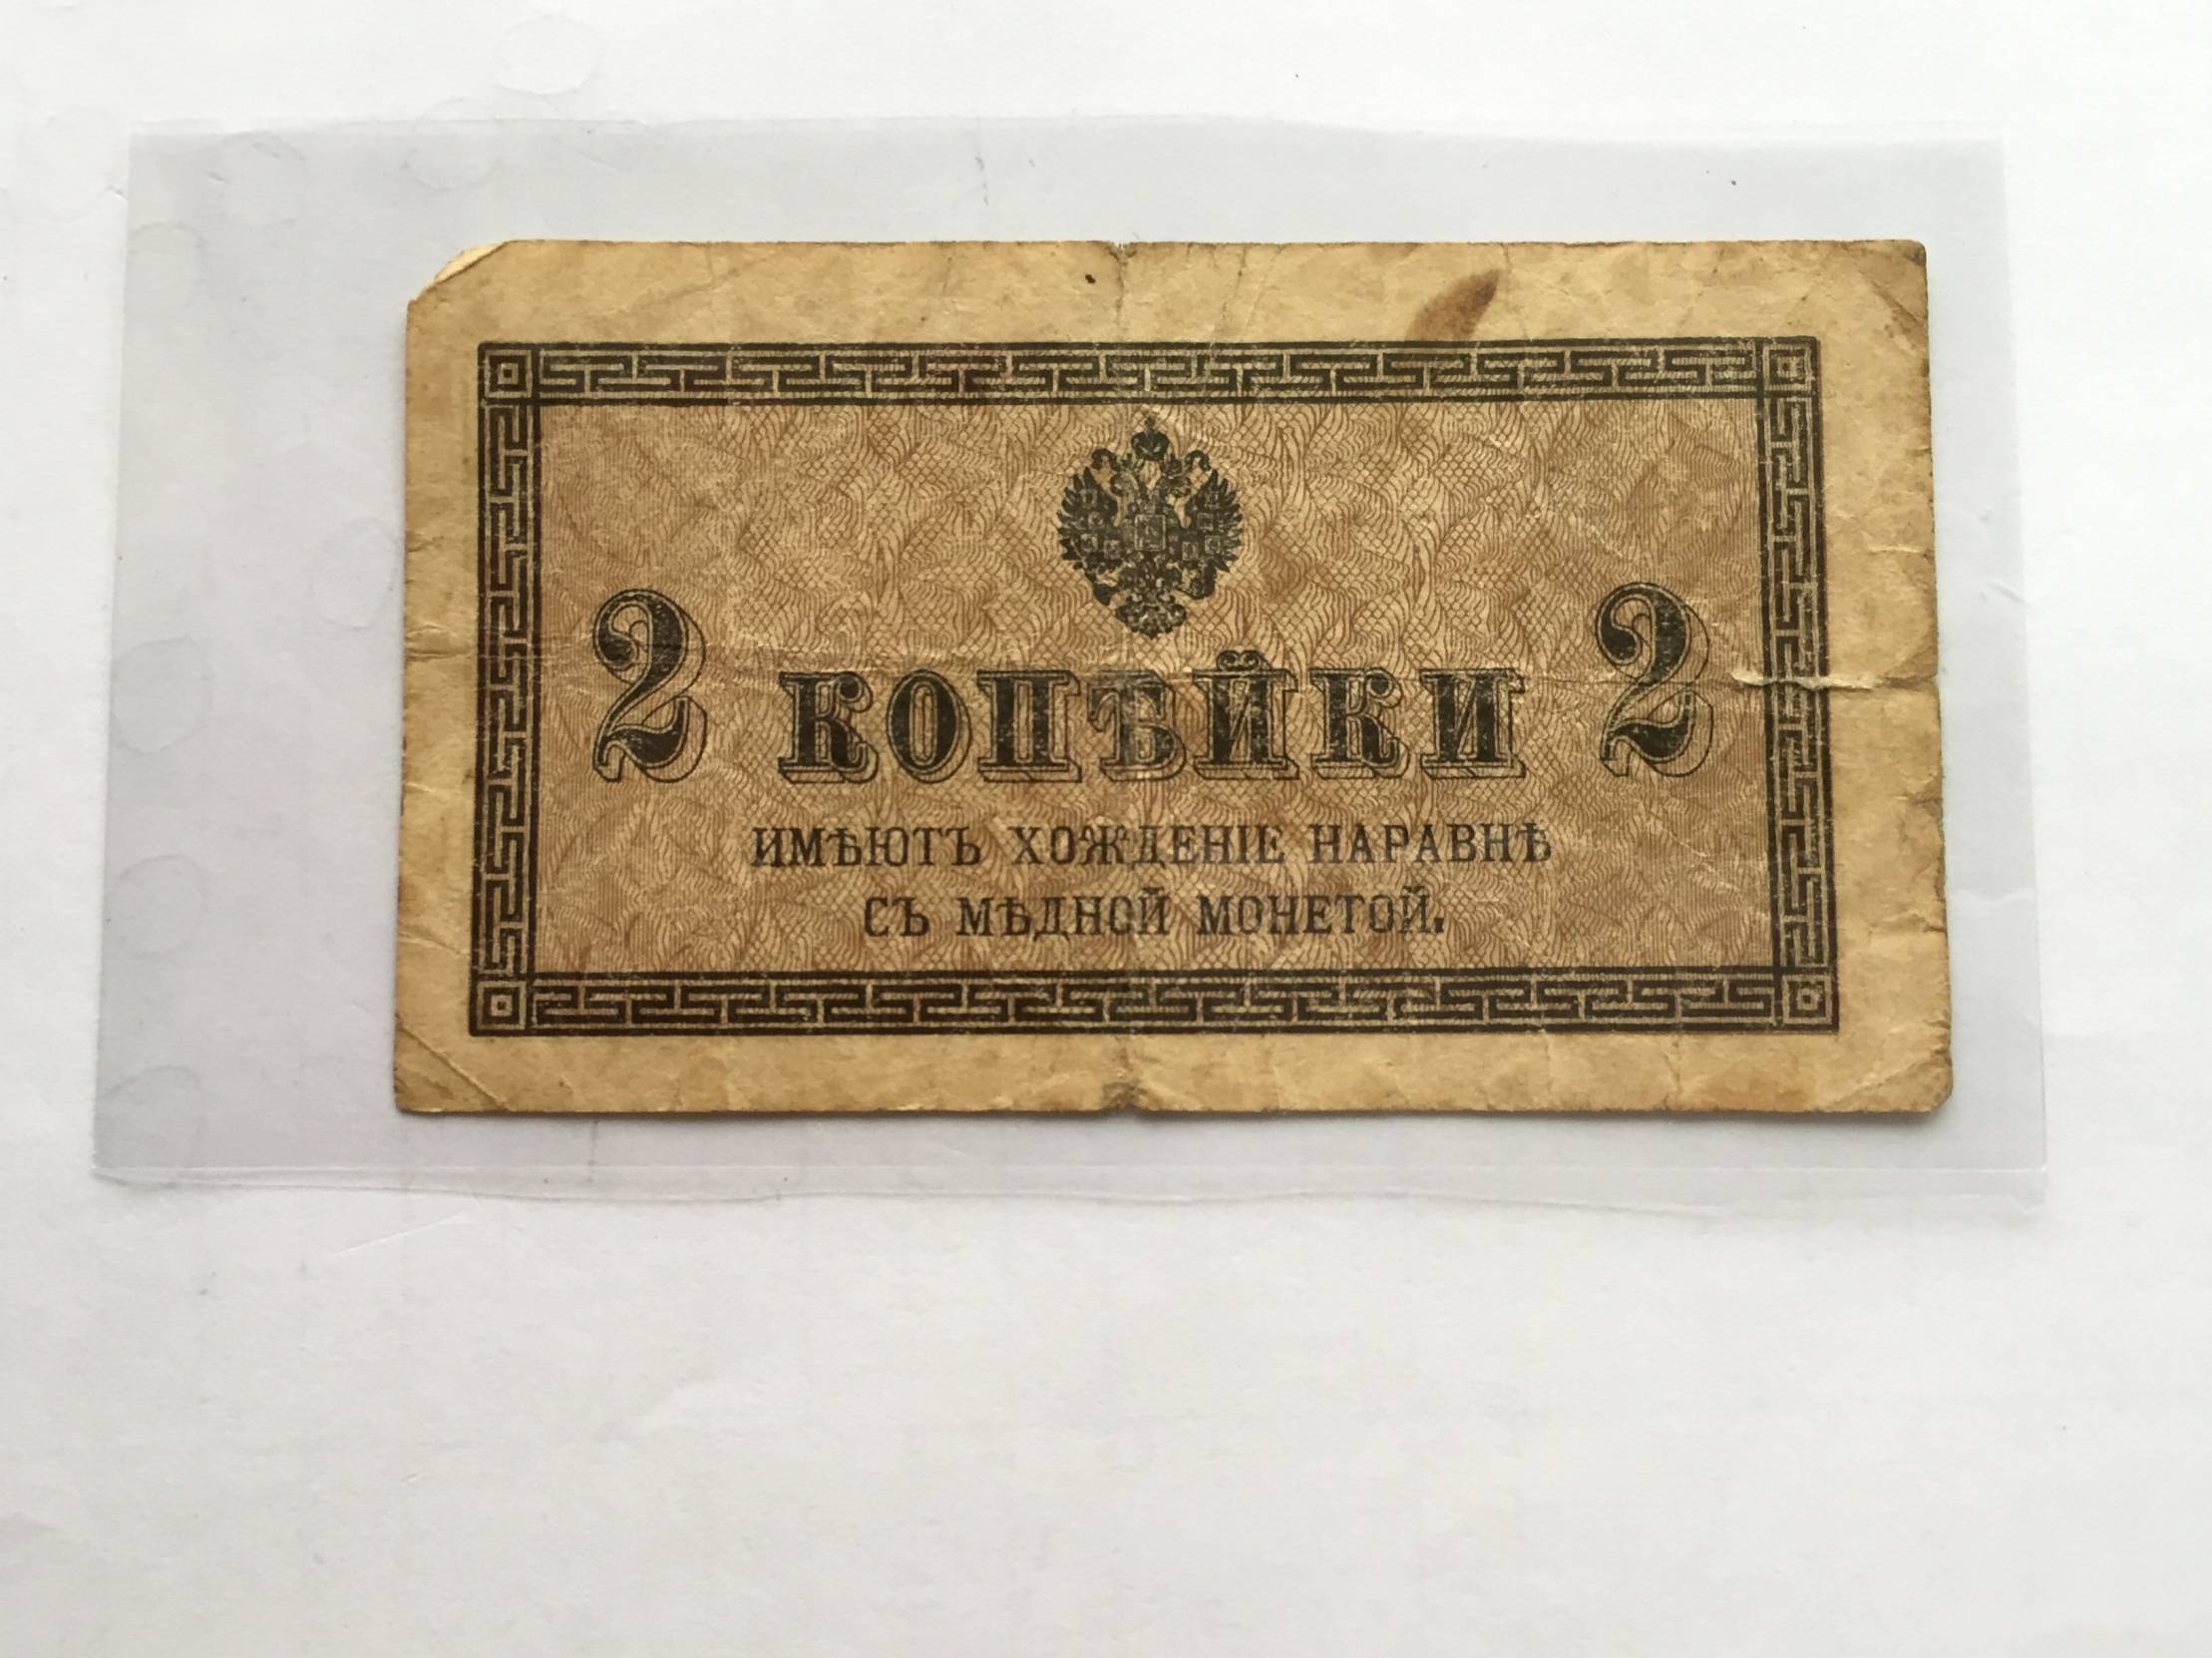 2 КОПѢЙКИ 2
ИМѢЮТЪ ХОЖДЕНІЕ НАРАВНѢ
СЪ МѢДНОЙ МОНЕТОЙ.